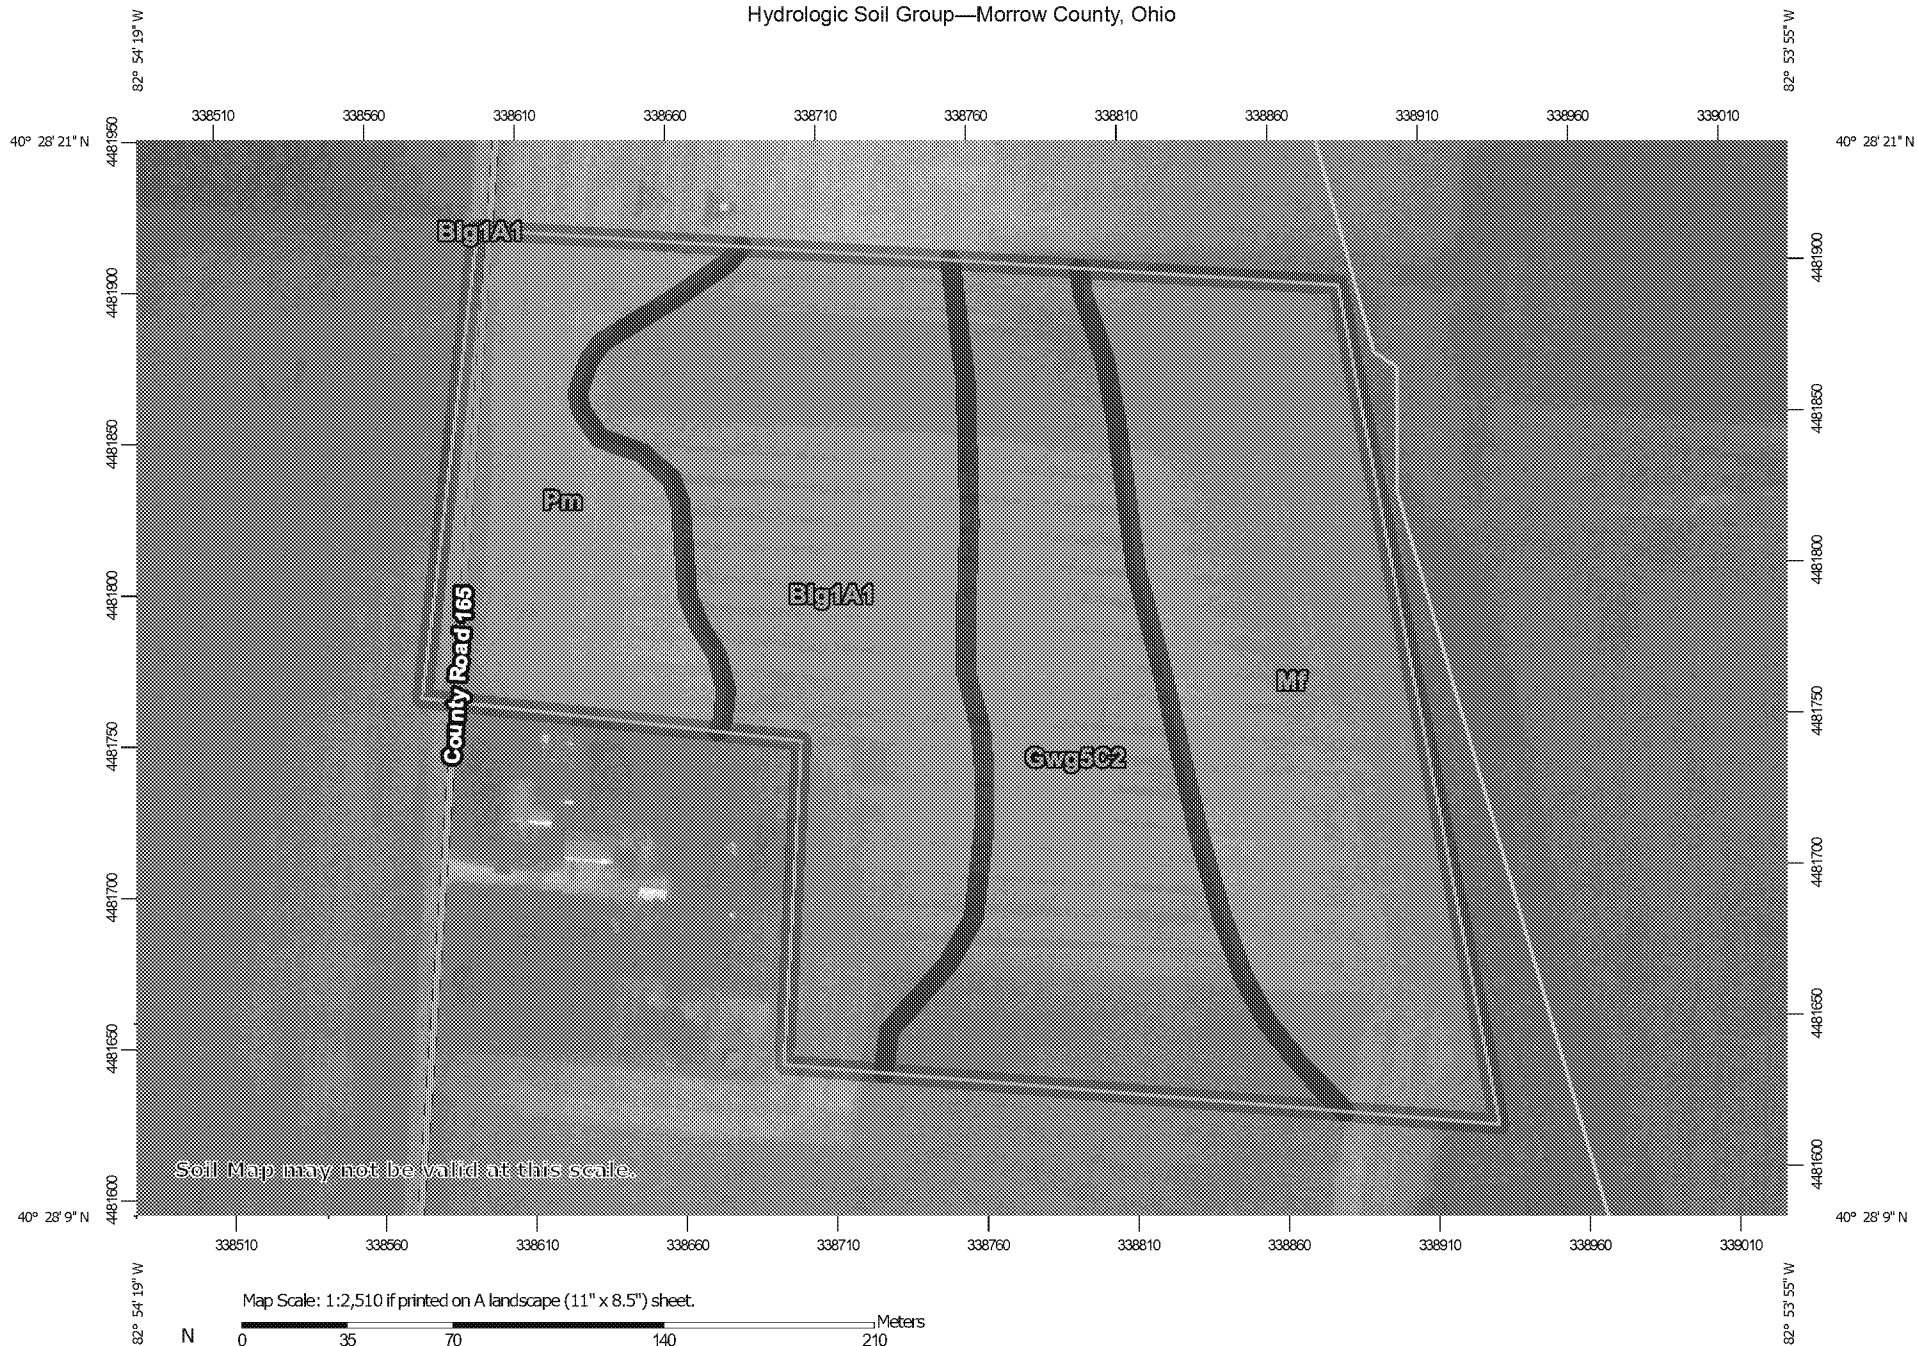 Hydrologic Soil Group—Morrow County, Ohio
82° 54' 19" W
82° 53' 55" W
338510 338560 338610 338660 338710 338760 338810 338860 338910 338960 339010
40° 28' 21" N
40° 28' 21" N
4481950
4481900
4481850
4481800
4481750
4481700
4481650
4481600
4481900
4481850
4481800
4481750
4481700
4481650
4481600
Blg1A1
Pm
Blg1A1
County Road 165
Mf
Gwg5C2
Soil Map may not be valid at this scale.
40° 28' 9" N
40° 28' 9" N
338510 338560 338610 338660 338710 338760 338810 338860 338910 338960 339010
82° 54' 19" W
82° 53' 55" W
Map Scale: 1:2,510 if printed on A landscape (11" x 8.5") sheet.
Meters
N
0 35 70 140 210